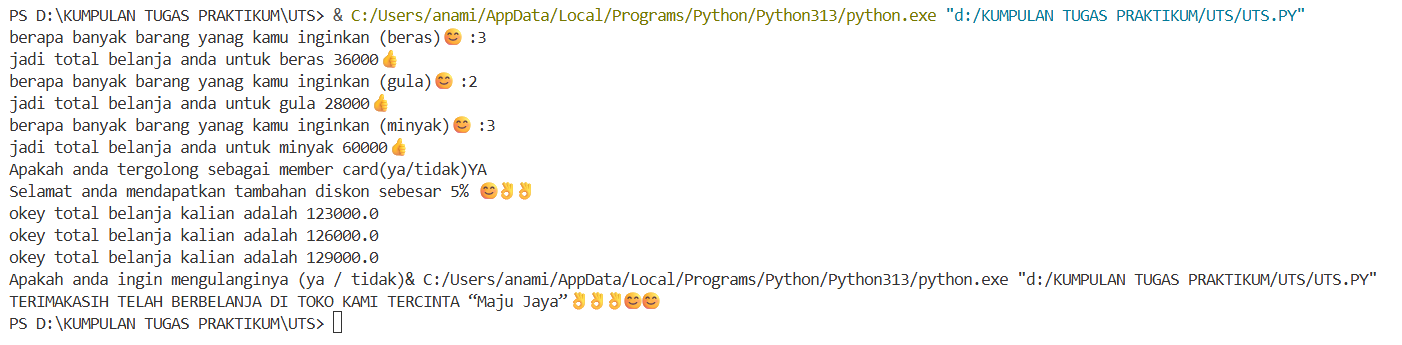 PS D:\KUMPULAN TUGAS PRAKTIKUM\UTS> & C:/Users/anami/AppData/Local/Programs/Python/Python313/python.exe "d:/KUMPULAN TUGAS PRAKTIKUM/UTS/UTS.PY"
berapa banyak barang yanag kamu inginkan (beras)😊 :3
jadi total belanja anda untuk beras 36000👍
berapa banyak barang yanag kamu inginkan (gula)😊 :2
jadi total belanja anda untuk gula 28000👍
berapa banyak barang yanag kamu inginkan (minyak)😊 :3
jadi total belanja anda untuk minyak 60000👍
Apakah anda tergolong sebagai member card(ya/tidak)YA
Selamat anda mendapatkan tambahan diskon sebesar 5% 😊👌👌
okey total belanja kalian adalah 123000.0
okey total belanja kalian adalah 126000.0
okey total belanja kalian adalah 129000.0
Apakah anda ingin mengulanginya (ya / tidak)& C:/Users/anami/AppData/Local/Programs/Python/Python313/python.exe "d:/KUMPULAN TUGAS PRAKTIKUM/UTS/UTS.PY"
TERIMAKASIH TELAH BERBELANJA DI TOKO KAMI TERCINTA “Maju Jaya”👌👌👌😊😊
PS D:\KUMPULAN TUGAS PRAKTIKUM\UTS>